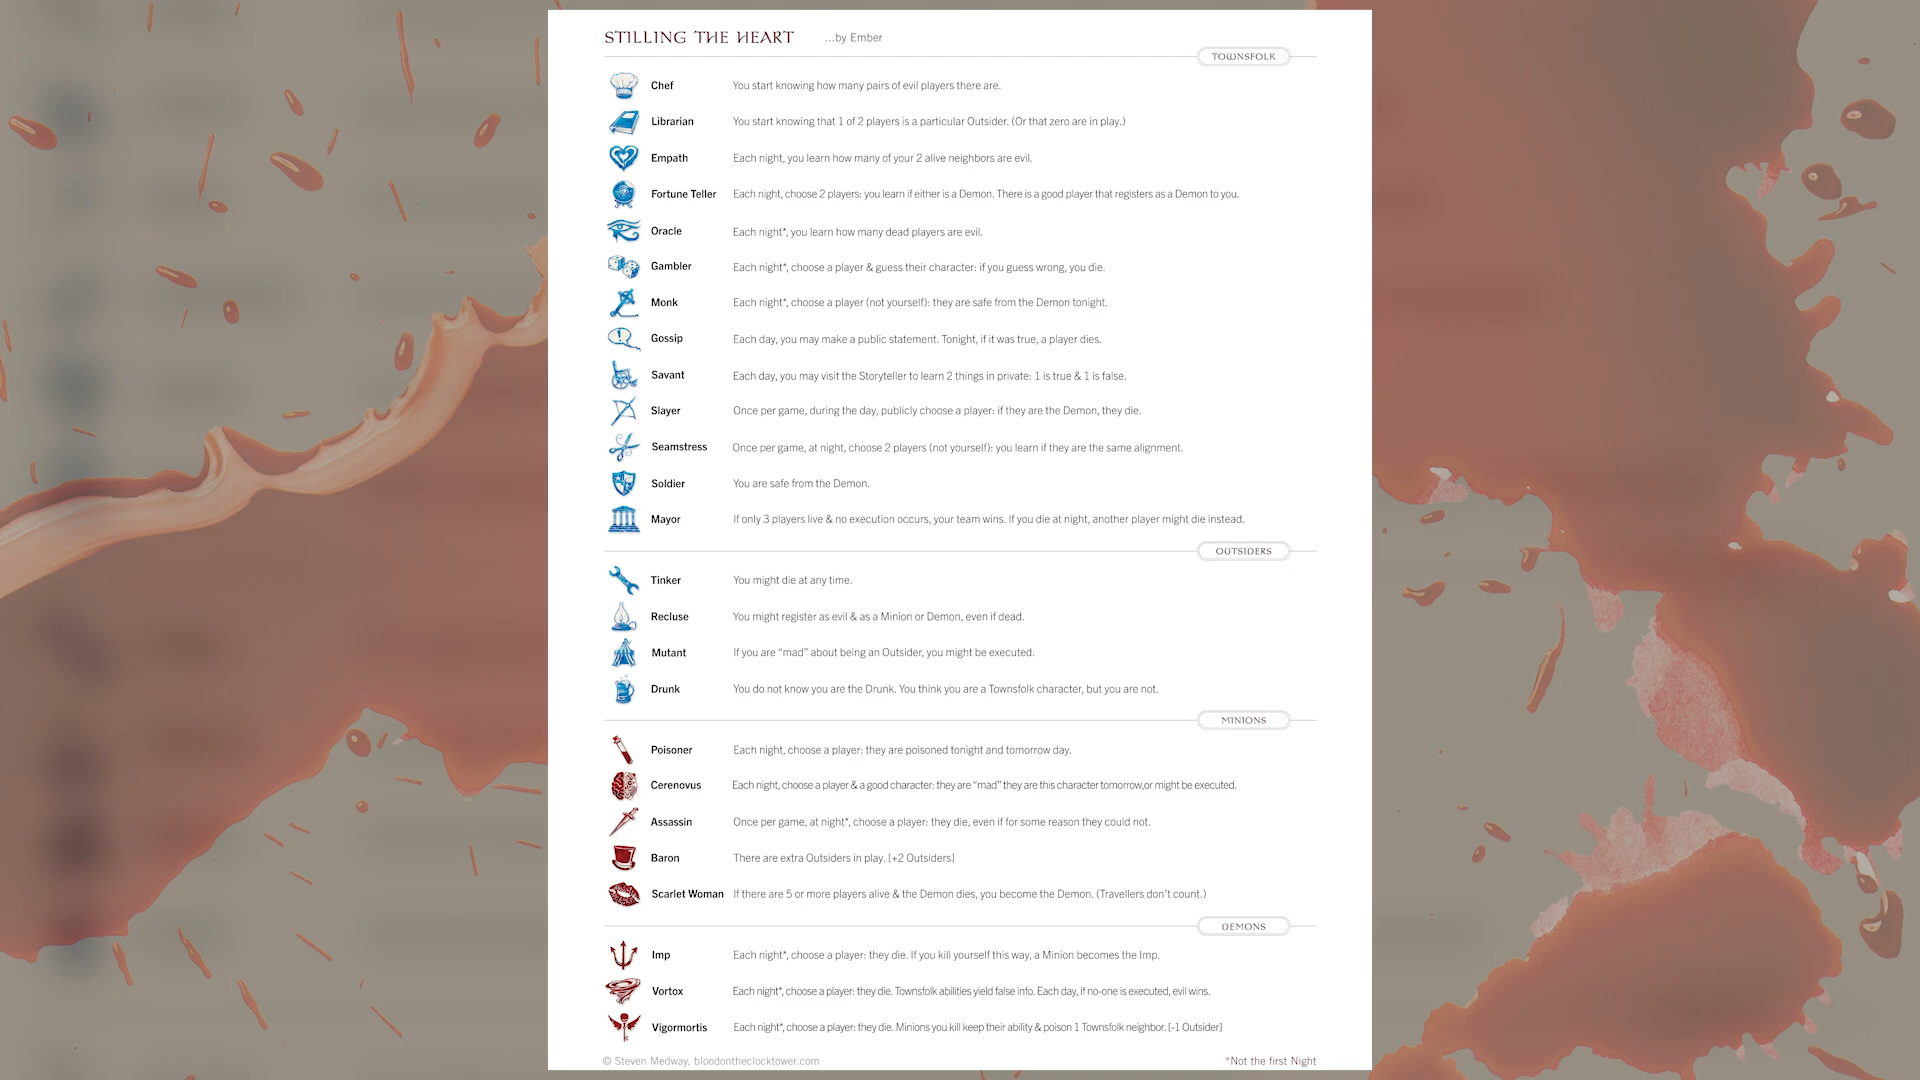 STILLING THE HEART ...by Ember
TOWNSFOLK
Chef You start knowing how many pairs of evil players there are.
Librarian You start knowing that 1 of 2 players is a particular Outsider. (Or that zero are in play.)
Empath Each night, you learn how many of your 2 alive neighbors are evil.
Fortune Teller Each night, choose 2 players: you learn if either is a Demon. There is a good player that registers as a Demon to you.
Oracle Each night*, you learn how many dead players are evil.
Gambler Each night*, choose a player & guess their character: if you guess wrong, you die.
Monk Each night*, choose a player (not yourself): they are safe from the Demon tonight.
Gossip Each day, you may make a public statement. Tonight, if it was true, a player dies.
Savant Each day, you may visit the Storyteller to learn 2 things in private: 1 is true & 1 is false.
Slayer Once per game, during the day, publicly choose a player: if they are the Demon, they die.
Seamstress Once per game, at night, choose 2 players (not yourself): you learn if they are the same alignment.
Soldier You are safe from the Demon.
Mayor If only 3 players live & no execution occurs, your team wins. If you die at night, another player might die instead.
OUTSIDERS
Tinker You might die at any time.
Recluse You might register as evil & as a Minion or Demon, even if dead.
Mutant If you are “mad” about being an Outsider, you might be executed.
Drunk You do not know you are the Drunk. You think you are a Townsfolk character, but you are not.
MINIONS
Poisoner Each night, choose a player: they are poisoned tonight and tomorrow day.
Cerenovus Each night, choose a player & a good character: they are “mad” they are this character tomorrow,or might be executed.
Assassin Once per game, at night*, choose a player: they die, even if for some reason they could not.
Baron There are extra Outsiders in play. [+2 Outsiders]
Scarlet Woman If there are 5 or more players alive & the Demon dies, you become the Demon. (Travellers don’t count.)
DEMONS
Imp Each night*, choose a player: they die. If you kill yourself this way, a Minion becomes the Imp.
Vortox Each night*, choose a player: they die. Townsfolk abilities yield false info. Each day, if no-one is executed, evil wins.
Vigormortis Each night*, choose a player: they die. Minions you kill keep their ability & poison 1 Townsfolk neighbor. [-1 Outsider]
© Steven Medway, bloodontheclocktower.com *Not the first Night